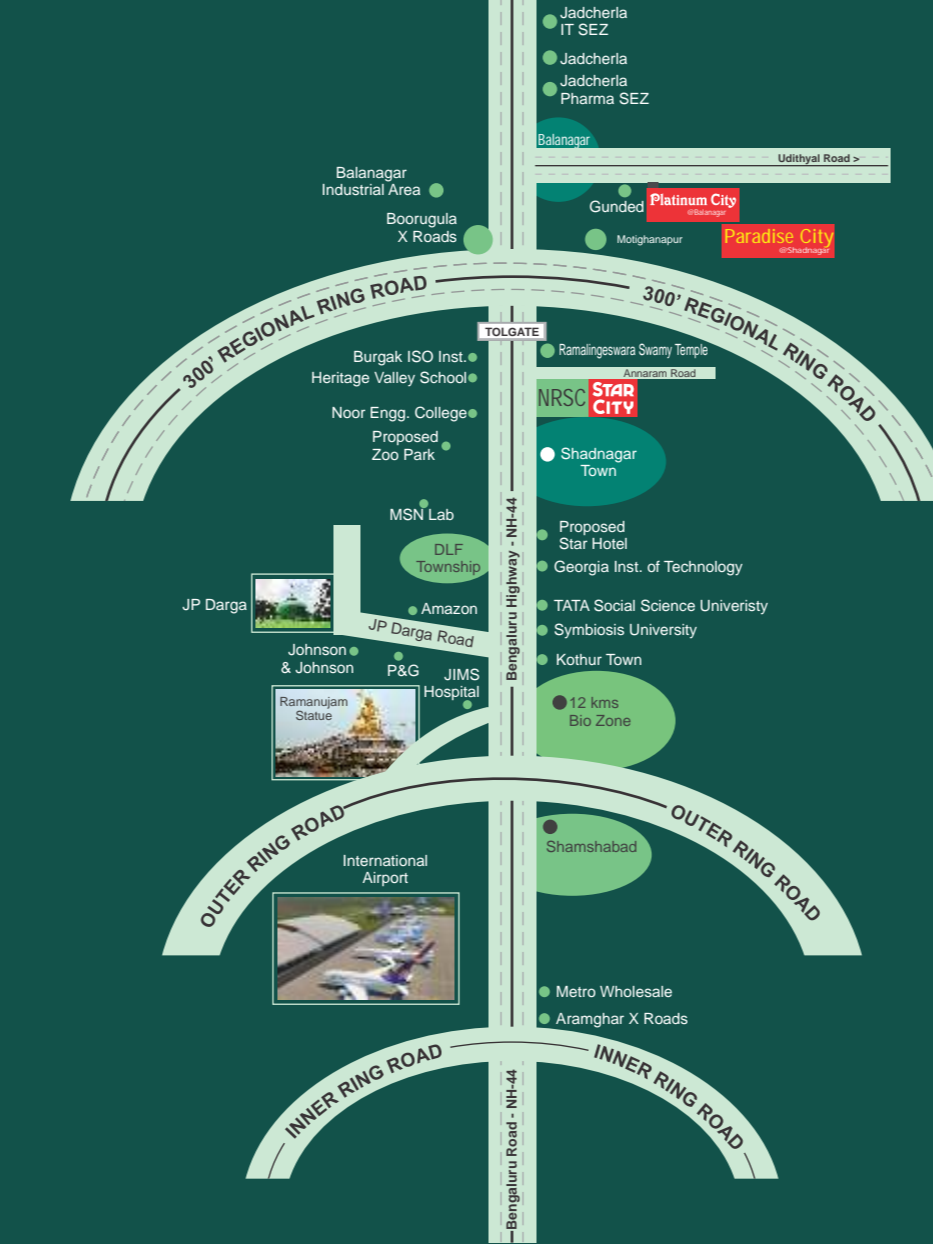 Jadcherla
IT SEZ
Jadcherla
Jadcherla
Pharma SEZ
Balanagar
Udithyal Road >
Balanagar
Industrial Area
Gunded
Platinum City
@Balanagar
Boorugula
X Roads
Motighanapur
Paradise City
@Shadnagar
300' REGIONAL RING ROAD
300' REGIONAL RING ROAD
TOLGATE
Burgak ISO Inst.
Ramalingeswara Swamy Temple
Heritage Valley School
Annaram Road
NRSC
STAR
CITY
Noor Engg. College
Proposed
Zoo Park
Shadnagar
Town
MSN Lab
Bengaluru Highway - NH-44
Proposed
Star Hotel
DLF
Township
Georgia Inst. of Technology
JP Darga
Amazon
TATA Social Science Univeristy
JP Darga Road
Symbiosis University
Johnson
& Johnson
P&G
Kothur Town
JIMS
Hospital
Ramanujam
Statue
12 kms
Bio Zone
OUTER RING ROAD
OUTER RING ROAD
Shamshabad
International
Airport
Metro Wholesale
Aramghar X Roads
INNER RING ROAD
INNER RING ROAD
Bengaluru Road - NH-44